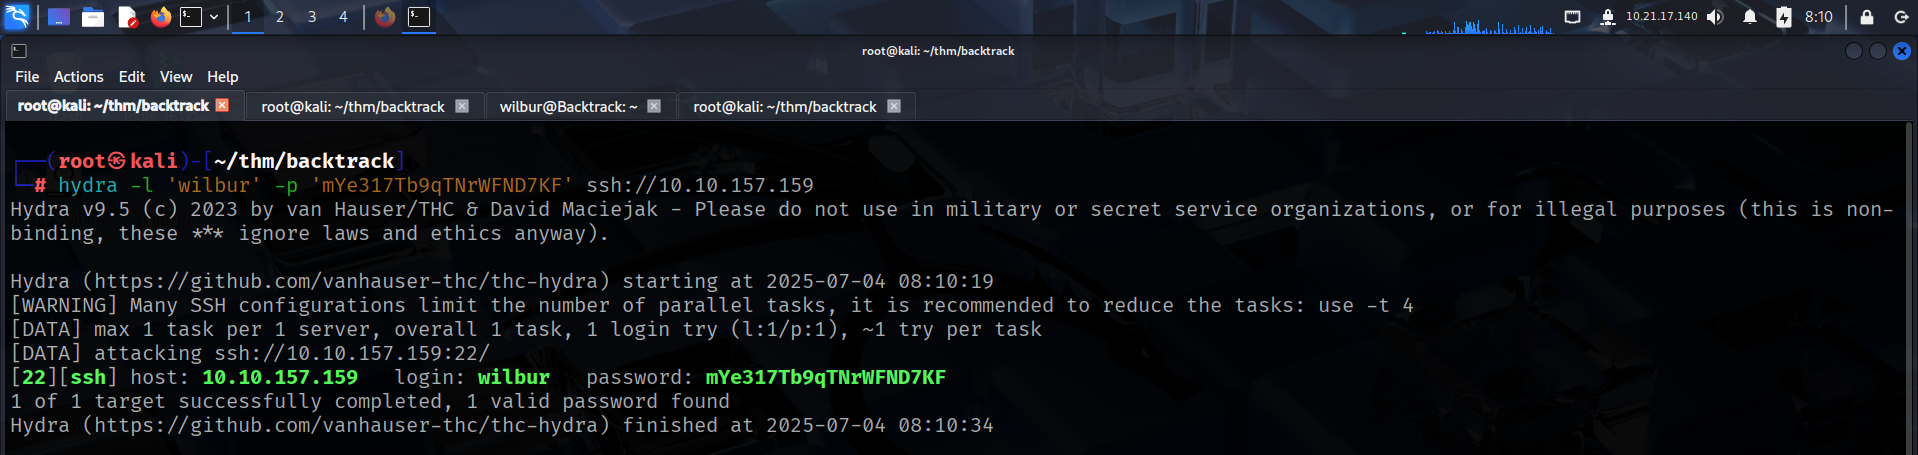 1 2 3 4 10.21.17.140 8:10
root@kali: ~/thm/backtrack
File Actions Edit View Help
root@kali: ~/thm/backtrack root@kali: ~/thm/backtrack wilbur@Backtrack: ~ root@kali: ~/thm/backtrack
┌──(root㉿kali)-[~/thm/backtrack]
└─# hydra -l 'wilbur' -p 'mYe317Tb9qTNrWFND7KF' ssh://10.10.157.159
Hydra v9.5 (c) 2023 by van Hauser/THC & David Maciejak - Please do not use in military or secret service organizations, or for illegal purposes (this is non-
binding, these *** ignore laws and ethics anyway).
Hydra (https://github.com/vanhauser-thc/thc-hydra) starting at 2025-07-04 08:10:19
[WARNING] Many SSH configurations limit the number of parallel tasks, it is recommended to reduce the tasks: use -t 4
[DATA] max 1 task per 1 server, overall 1 task, 1 login try (l:1/p:1), ~1 try per task
[DATA] attacking ssh://10.10.157.159:22/
[22][ssh] host: 10.10.157.159   login: wilbur   password: mYe317Tb9qTNrWFND7KF
1 of 1 target successfully completed, 1 valid password found
Hydra (https://github.com/vanhauser-thc/thc-hydra) finished at 2025-07-04 08:10:34